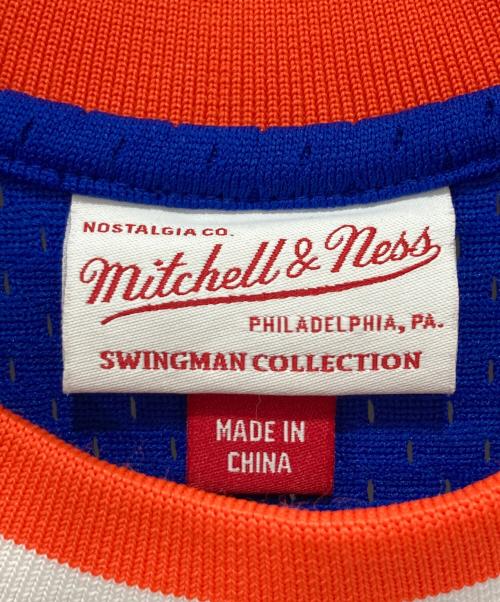 NOSTALGIA CO.
Mitchell & Ness
PHILADELPHIA, PA.
SWINGMAN COLLECTION
MADE IN
CHINA